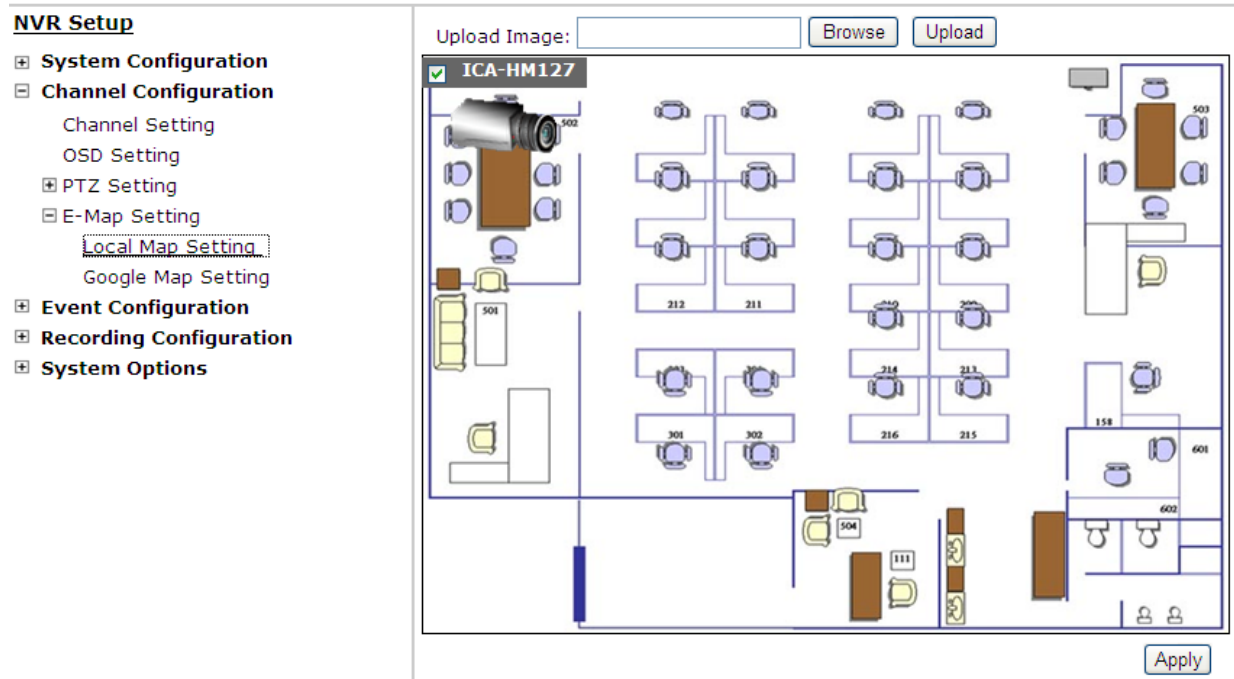 NVR Setup
System Configuration
Channel Configuration
Channel Setting
OSD Setting
PTZ Setting
E-Map Setting
Local Map Setting
Google Map Setting
Event Configuration
Recording Configuration
System Options
Upload Image:
Browse
Upload
ICA-HM127
502
503
212
211
501
214
213
158
301
302
216
215
601
602
504
111
Apply